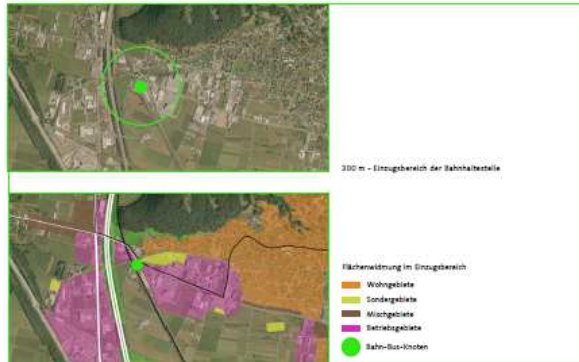 300 m - Einzugsbereich der Bahnhaltestelle
Flächenwidmung im Einzugsbereich
Wohngebiete
Sondergebiete
Mischgebiete
Betriebsgebiete
Bahn-Bus-Knoten